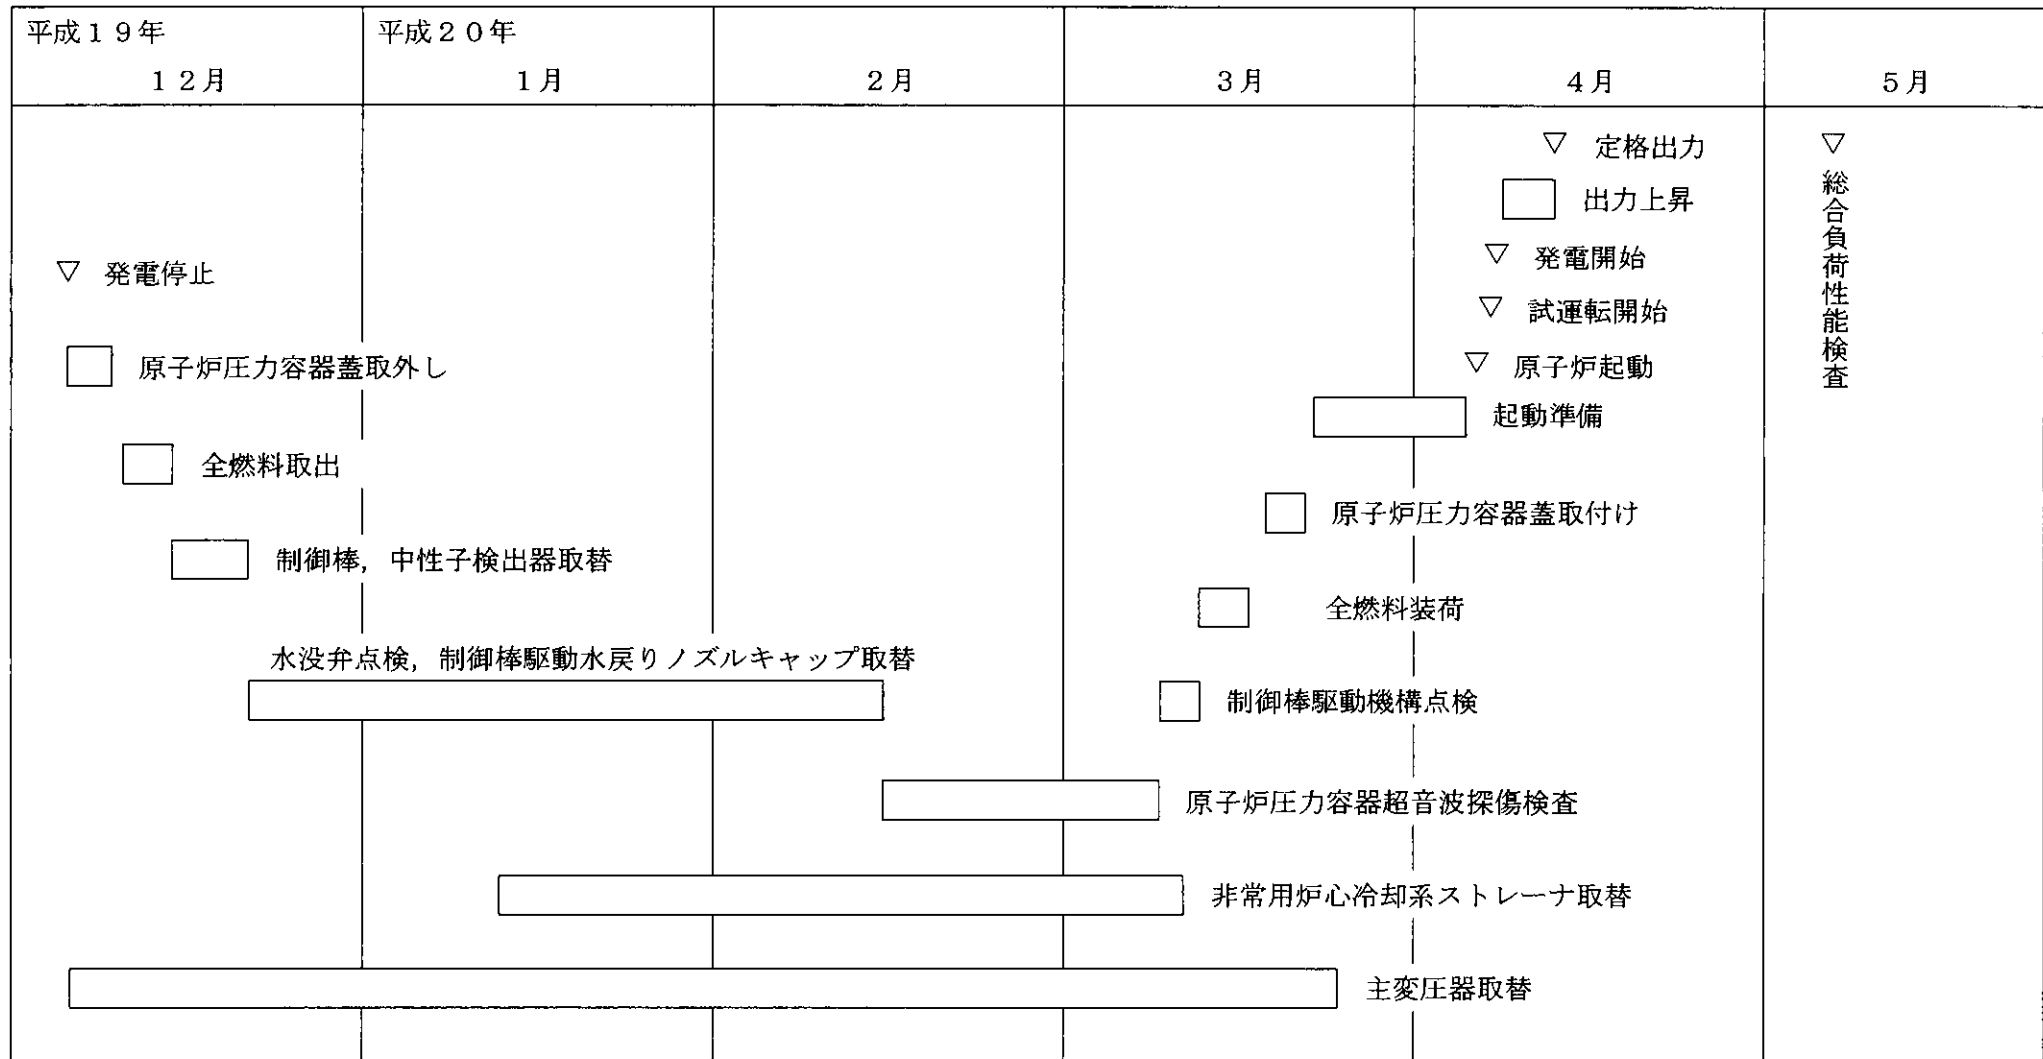 平成１９年
平成２０年
１２月
１月
２月
３月
４月
５月
▽ 定格出力
▽
総合負荷性能検査
出力上昇
▽ 発電開始
▽ 発電停止
▽ 試運転開始
原子炉圧力容器蓋取外し
▽ 原子炉起動
起動準備
全燃料取出
原子炉圧力容器蓋取付け
制御棒，中性子検出器取替
全燃料装荷
水没弁点検，制御棒駆動水戻りノズルキャップ取替
制御棒駆動機構点検
原子炉圧力容器超音波探傷検査
非常用炉心冷却系ストレーナ取替
主変圧器取替